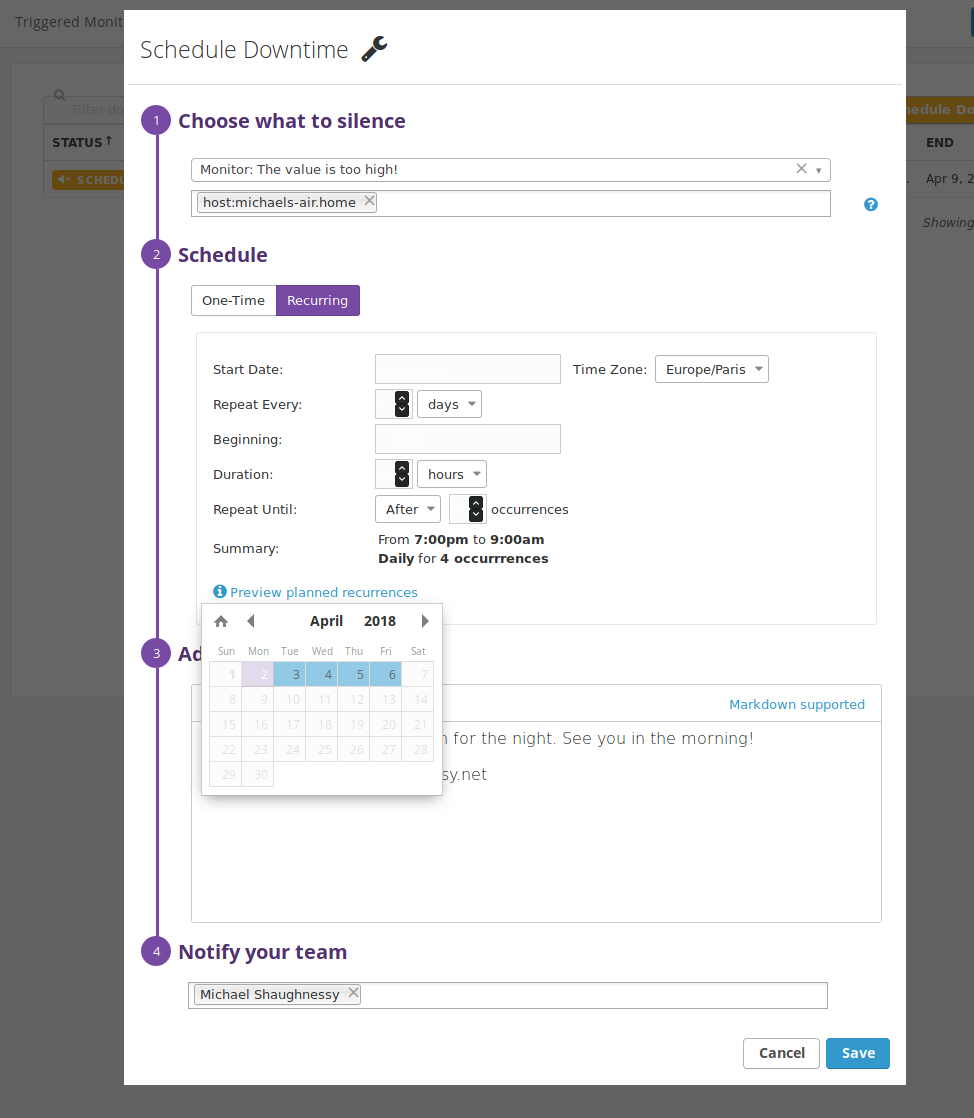 Triggered Monit
Schedule Downtime
Filter do
hedule Do
STATUS
END
SCHEDU
Apr 9, 2
Showing
1
Choose what to silence
Monitor: The value is too high!
host:michaels-air.home
2
Schedule
One-Time
Recurring
Start Date:
Time Zone:
Europe/Paris
Repeat Every:
days
Beginning:
Duration:
hours
Repeat Until:
After
occurrences
Summary:
From 7:00pm to 9:00am
Daily for 4 occurrrences
Preview planned recurrences
April 2018
Sun Mon Tue Wed Thu Fri Sat
1 2 3 4 5 6 7
8 9 10 11 12 13 14
15 16 17 18 19 20 21
22 23 24 25 26 27 28
29 30
3
Ad
Markdown supported
n for the night. See you in the morning!
sy.net
4
Notify your team
Michael Shaughnessy
Cancel
Save